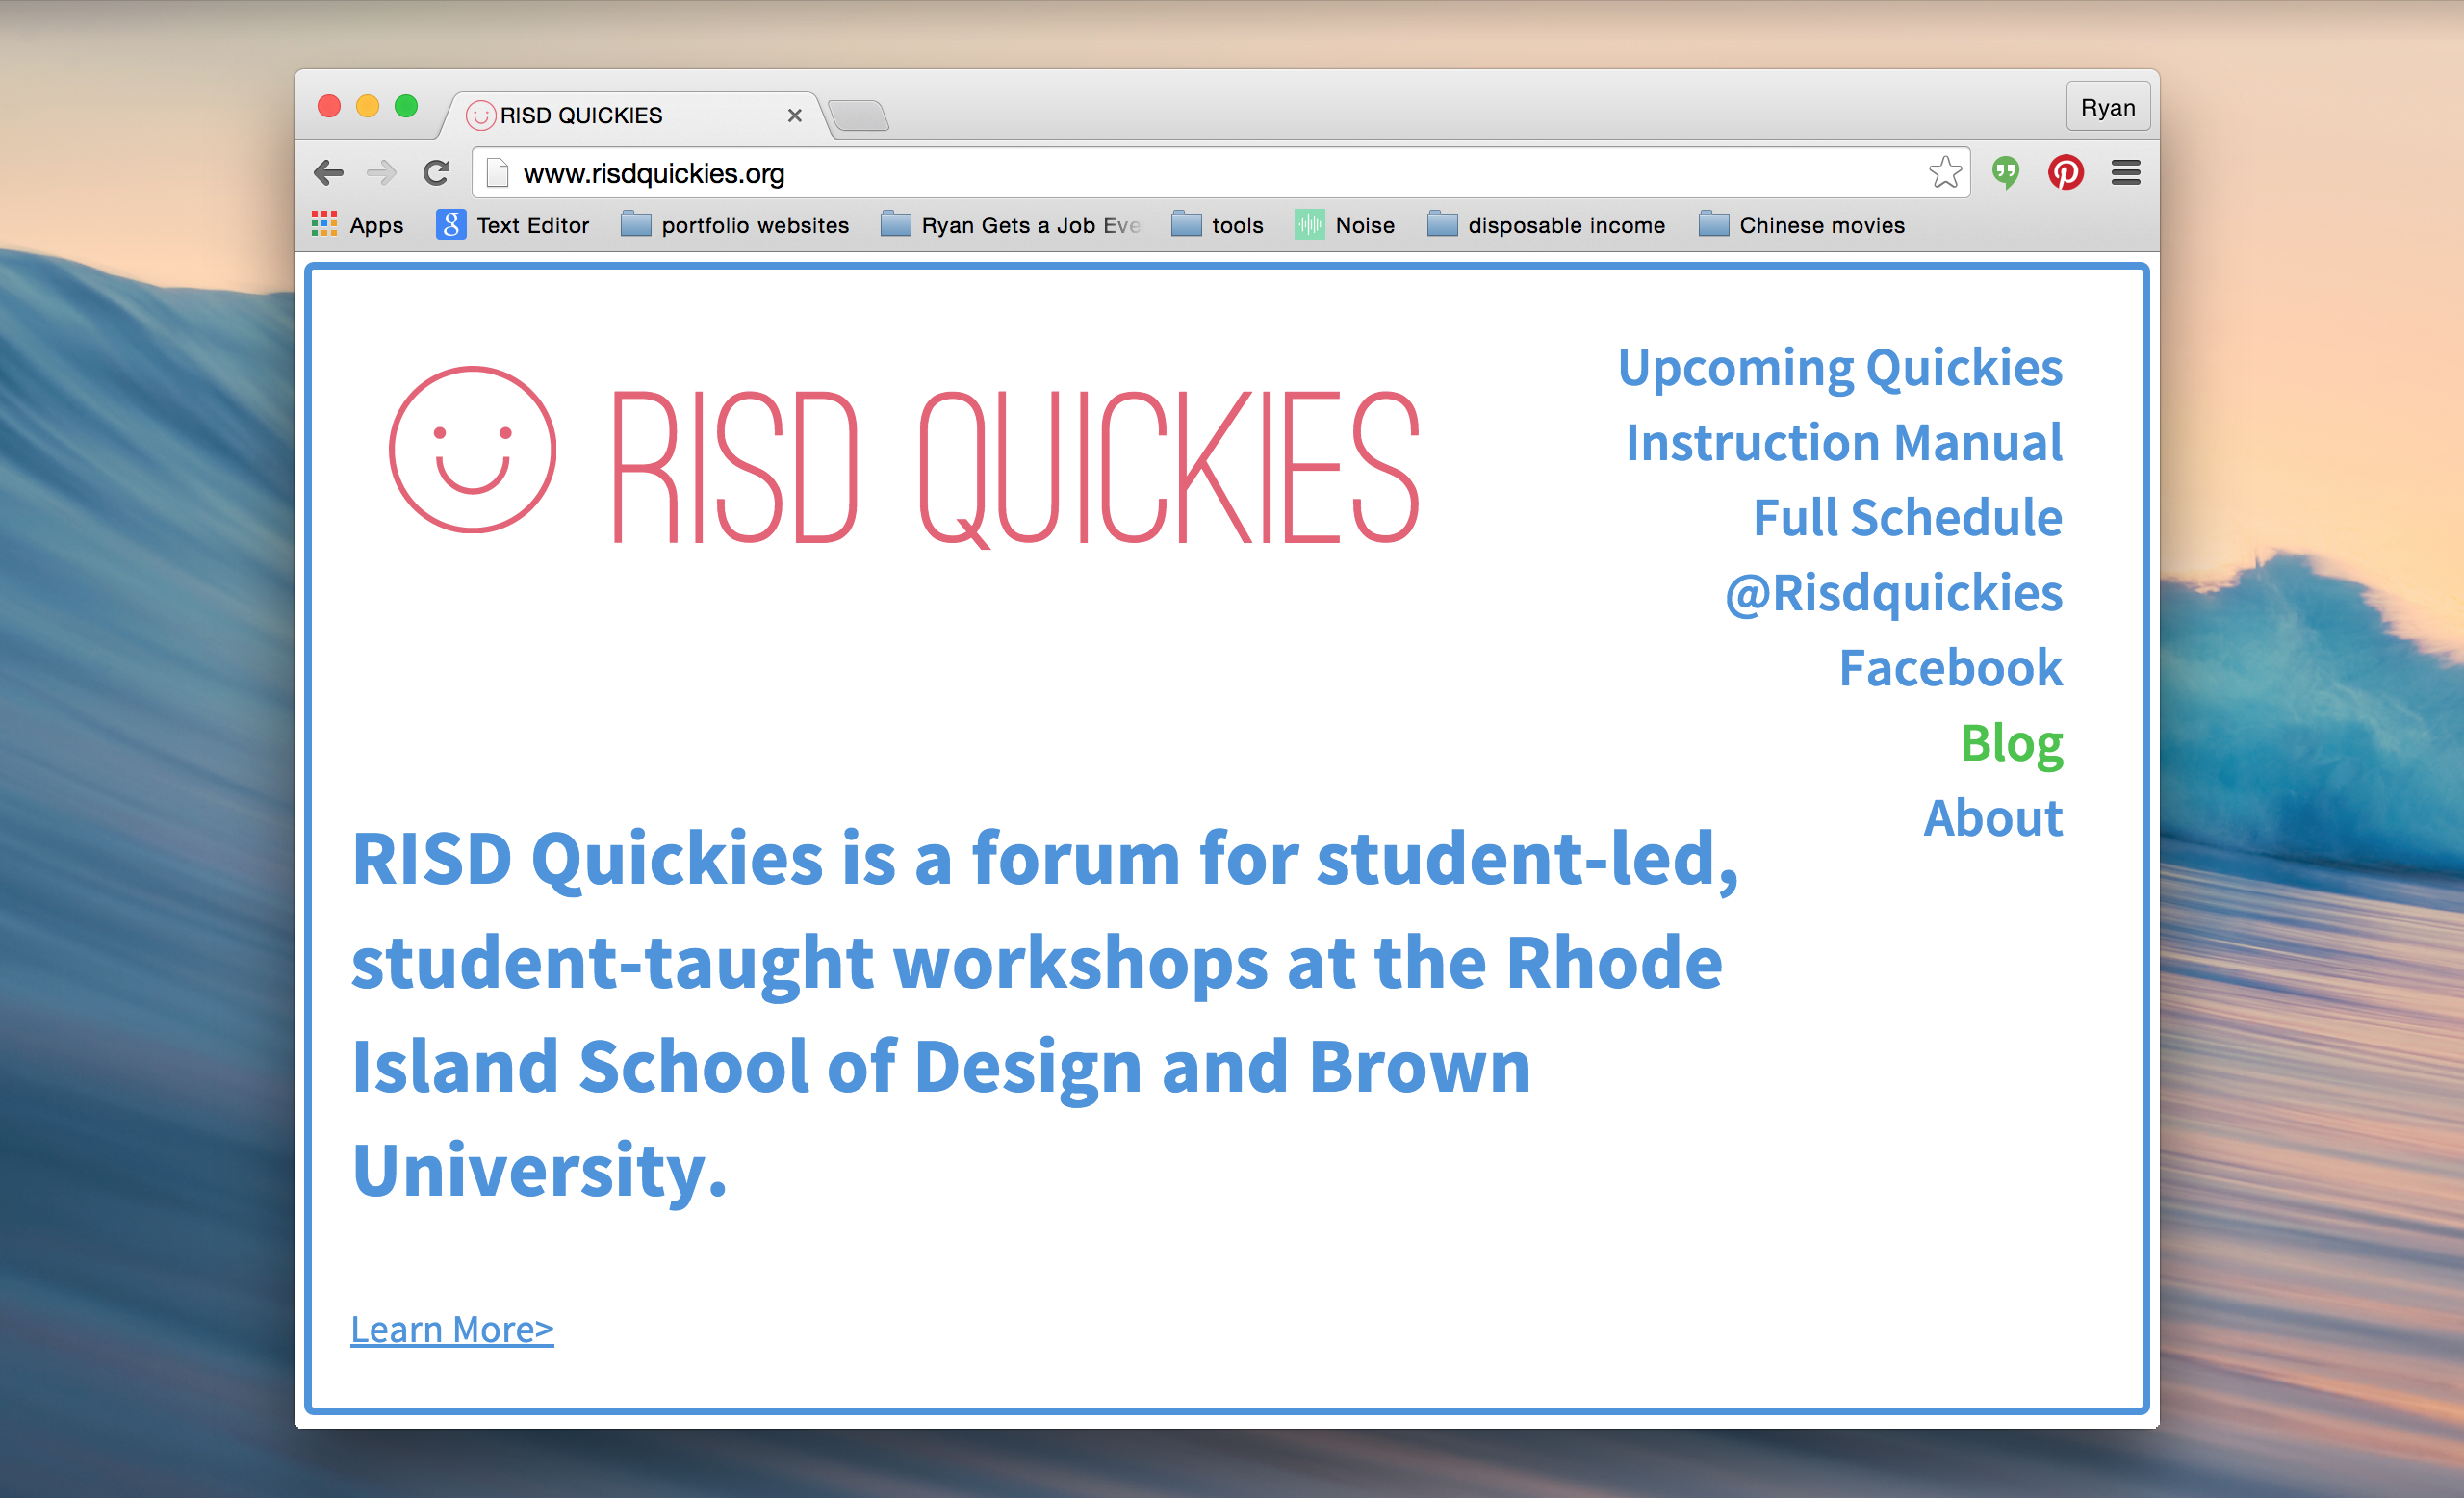 RISD QUICKIES
Ryan
www.risdquickies.org
Apps Text Editor portfolio websites Ryan Gets a Job Eve tools Noise disposable income Chinese movies
RISD QUICKIES
Upcoming Quickies
Instruction Manual
Full Schedule
@Risdquickies
Facebook
Blog
About
RISD Quickies is a forum for student-led,
student-taught workshops at the Rhode
Island School of Design and Brown
University.
Learn More>